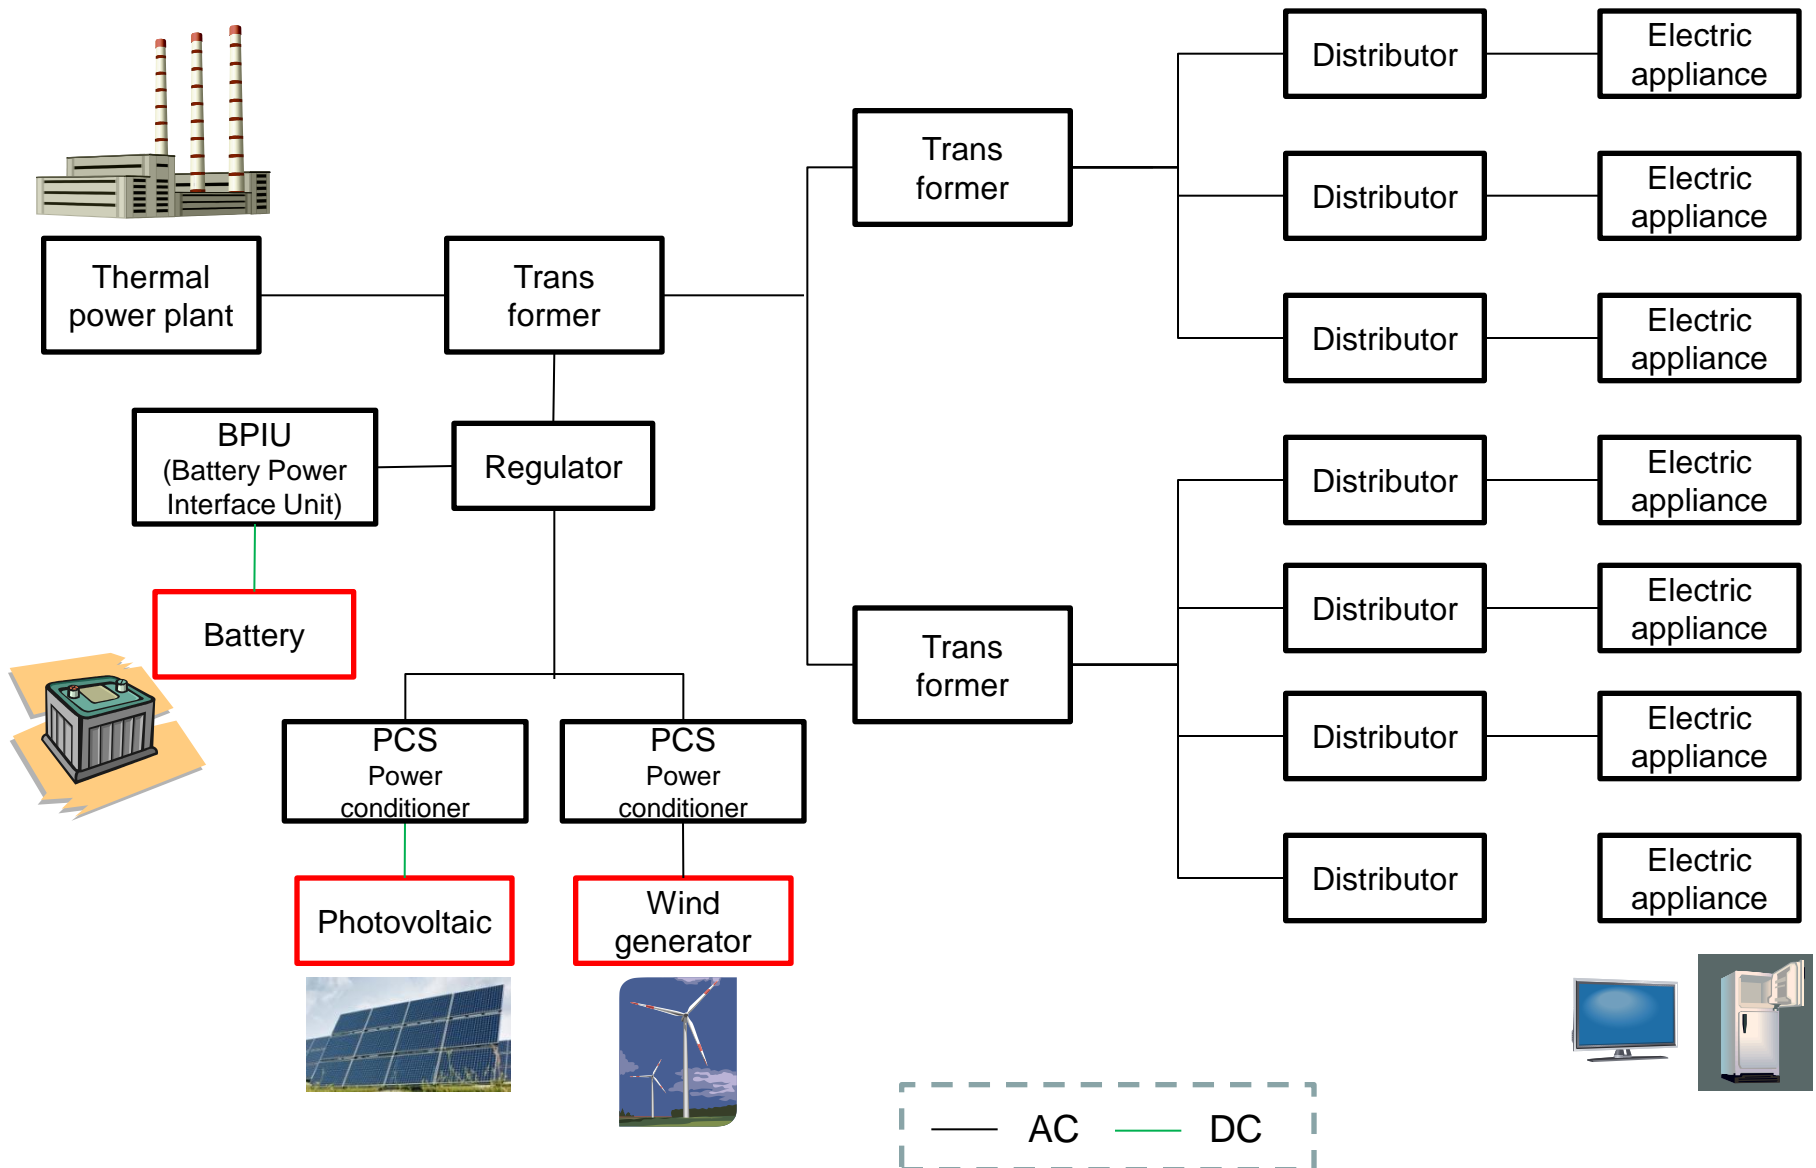 Distributor
Electric
appliance
Trans
former
Distributor
Electric
appliance
Thermal
power plant
Trans
former
Distributor
Electric
appliance
BPIU
(Battery Power
Interface Unit)
Regulator
Distributor
Electric
appliance
Battery
Trans
former
Distributor
Electric
appliance
PCS
Power
conditioner
PCS
Power
conditioner
Distributor
Electric
appliance
Photovoltaic
Wind
generator
Distributor
Electric
appliance
AC
DC